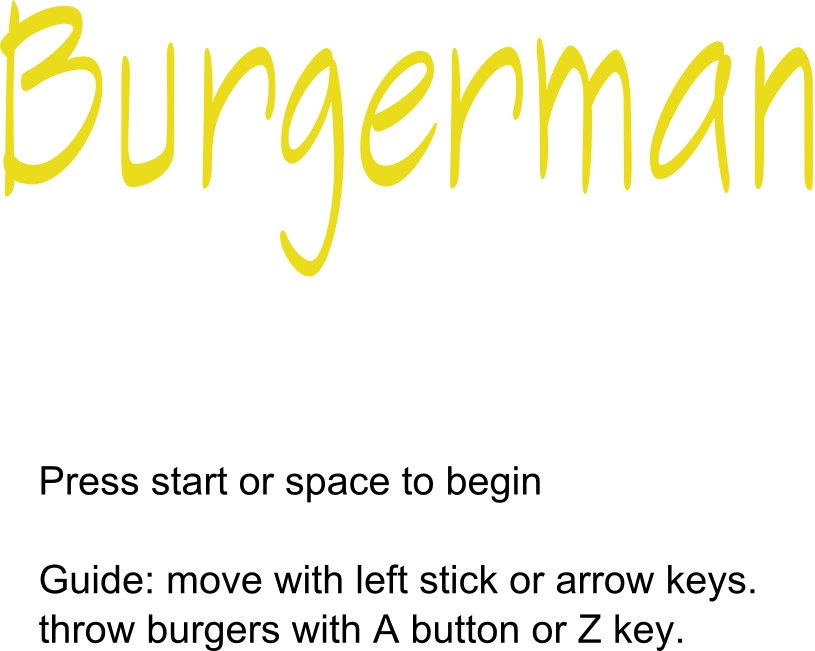 Burgerman
Press start or space to begin
Guide: move with left stick or arrow keys.
throw burgers with A button or Z key.